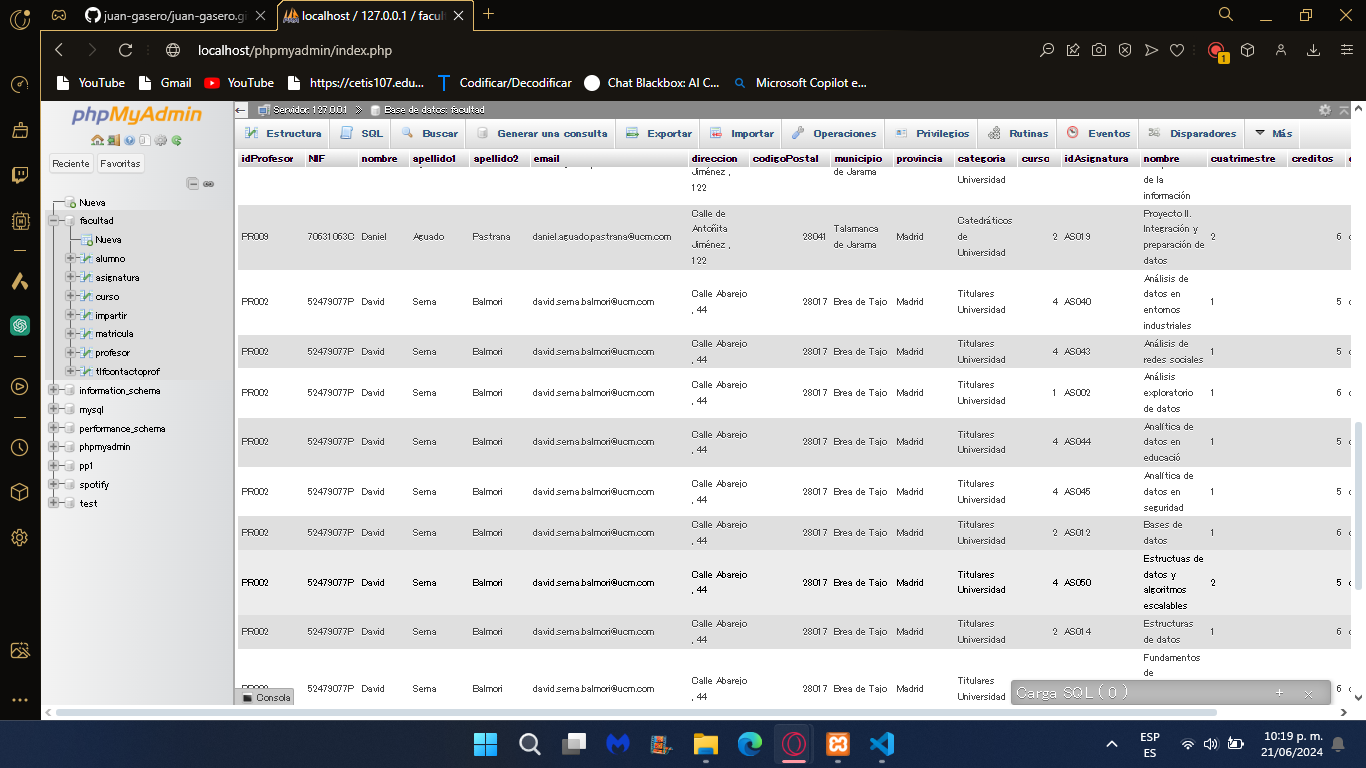 juan-gasero/juan-gasero.gi
localhost / 127.0.0.1 / facul
localhost/phpmyadmin/index.php
1
YouTube
Gmail
YouTube
https://cetis107.edu...
Codificar/Decodificar
Chat Blackbox: AI C...
Microsoft Copilot e...
phpMyAdmin
Reciente Favoritas
Nueva
facultad
Nueva
alumno
asignatura
curso
impartir
matricula
profesor
tlfcontactoprof
information_schema
mysql
performance_schema
phpmyadmin
pp1
spotify
test
Servidor: 127.0.0.1 » Base de datos: facultad
Estructura SQL Buscar Generar una consulta Exportar Importar Operaciones Privilegios Rutinas Eventos Disparadores Más
idProfesor NIF nombre apellido1 apellido2 email direccion codigoPostal municipio provincia categoria curso idAsignatura nombre cuatrimestre creditos
Jiménez , de Jarama
Universidad de la
122 información
Calle de Proyecto II.
Antoñita Talamanca Catedráticos Integración y
PR009 70631063C Daniel Aguado Pastrana daniel.aguado.pastrana@ucm.com 28041 Madrid de 2 AS019 2 6
Jiménez , de Jarama Universidad preparación de
122 datos
Análisis de
Calle Abarejo Titulares datos en
PR002 52479077P David Serna Balmori david.serna.balmori@ucm.com 28017 Brea de Tajo Madrid 4 AS040 1 5
, 44 Universidad entornos
industriales
Calle Abarejo Titulares Análisis de
PR002 52479077P David Serna Balmori david.serna.balmori@ucm.com 28017 Brea de Tajo Madrid 4 AS043 1 5
, 44 Universidad redes sociales
Análisis
Calle Abarejo Titulares
PR002 52479077P David Serna Balmori david.serna.balmori@ucm.com 28017 Brea de Tajo Madrid 1 AS002 exploratorio 1 6
, 44 Universidad
de datos
Analítica de
Calle Abarejo Titulares
PR002 52479077P David Serna Balmori david.serna.balmori@ucm.com 28017 Brea de Tajo Madrid 4 AS044 datos en 1 5
, 44 Universidad
educació
Analítica de
Calle Abarejo Titulares
PR002 52479077P David Serna Balmori david.serna.balmori@ucm.com 28017 Brea de Tajo Madrid 4 AS045 datos en 1 5
, 44 Universidad
seguridad
Calle Abarejo Titulares Bases de
PR002 52479077P David Serna Balmori david.serna.balmori@ucm.com 28017 Brea de Tajo Madrid 2 AS012 1 6
, 44 Universidad datos
Estructuas de
Calle Abarejo Titulares datos y
PR002 52479077P David Serna Balmori david.serna.balmori@ucm.com 28017 Brea de Tajo Madrid 4 AS050 2 5
, 44 Universidad algoritmos
escalables
Calle Abarejo Titulares Estructuras
PR002 52479077P David Serna Balmori david.serna.balmori@ucm.com 28017 Brea de Tajo Madrid 2 AS014 1 6
, 44 Universidad de datos
Fundamentos
Calle Abarejo Titulares de
52479077P David Serna Balmori david.serna.balmori@ucm.com 28017 Brea de Tajo Madrid 6
, 44 Universidad
Consola
Carga SQL ( 0 ) + ×
ESP
ES
10:19 p. m.
21/06/2024